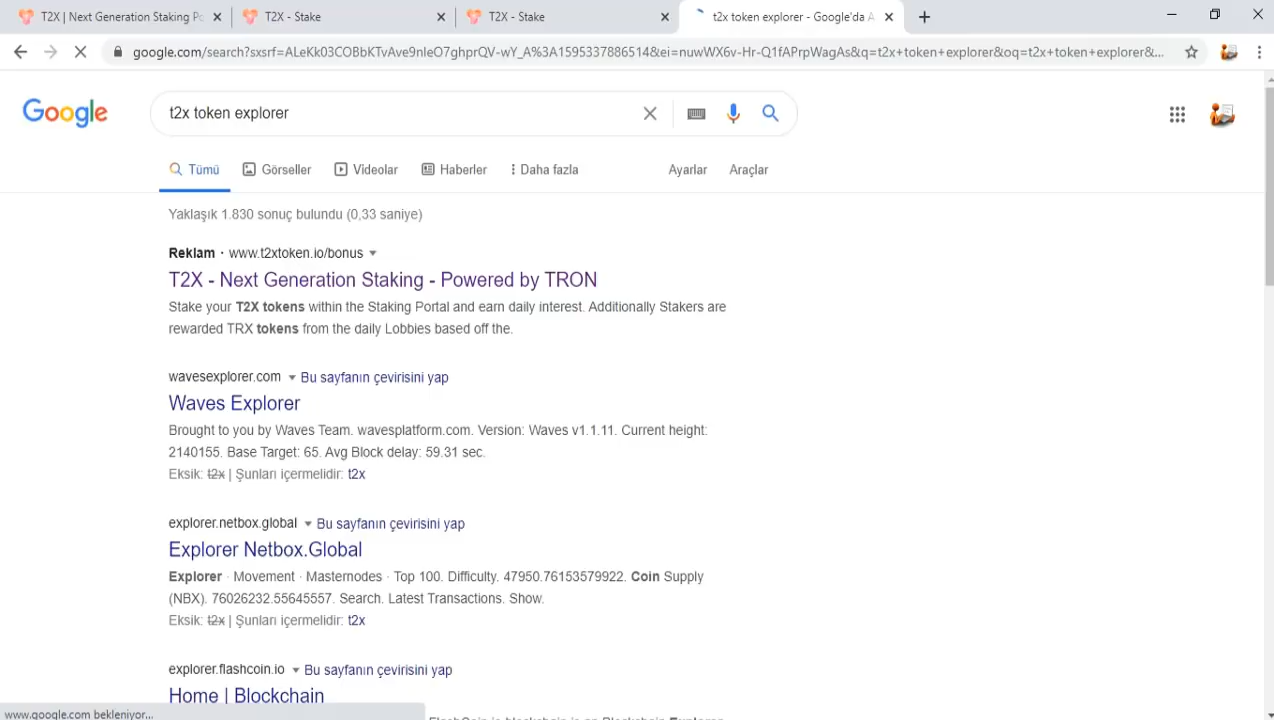 T2X | Next Generation Staking Po
T2X - Stake
T2X - Stake
t2x token explorer - Google'da A
google.com/search?sxsrf=ALeKk03COBbKTvAve9nleO7ghprQV-wY_A%3A1595337886514&ei=nuwWX6v-Hr-Q1fAPrpWagAs&q=t2x+token+explorer&oq=t2x+token+explorer&...
Google
t2x token explorer
Tümü
Görseller
Videolar
Haberler
Daha fazla
Ayarlar
Araçlar
Yaklaşık 1.830 sonuç bulundu (0,33 saniye)
Reklam · www.t2xtoken.io/bonus
T2X - Next Generation Staking - Powered by TRON
Stake your T2X tokens within the Staking Portal and earn daily interest. Additionally Stakers are
rewarded TRX tokens from the daily Lobbies based off the.
wavesexplorer.com Bu sayfanın çevirisini yap
Waves Explorer
Brought to you by Waves Team. wavesplatform.com. Version: Waves v1.1.11. Current height:
2140155. Base Target: 65. Avg Block delay: 59.31 sec.
Eksik: t2x | Şunları içermelidir: t2x
explorer.netbox.global Bu sayfanın çevirisini yap
Explorer Netbox.Global
Explorer · Movement · Masternodes · Top 100. Difficulty. 47950.76153579922. Coin Supply
(NBX). 76026232.55645557. Search. Latest Transactions. Show.
Eksik: t2x | Şunları içermelidir: t2x
explorer.flashcoin.io Bu sayfanın çevirisini yap
Home | Blockchain
www.google.com bekleniyor...